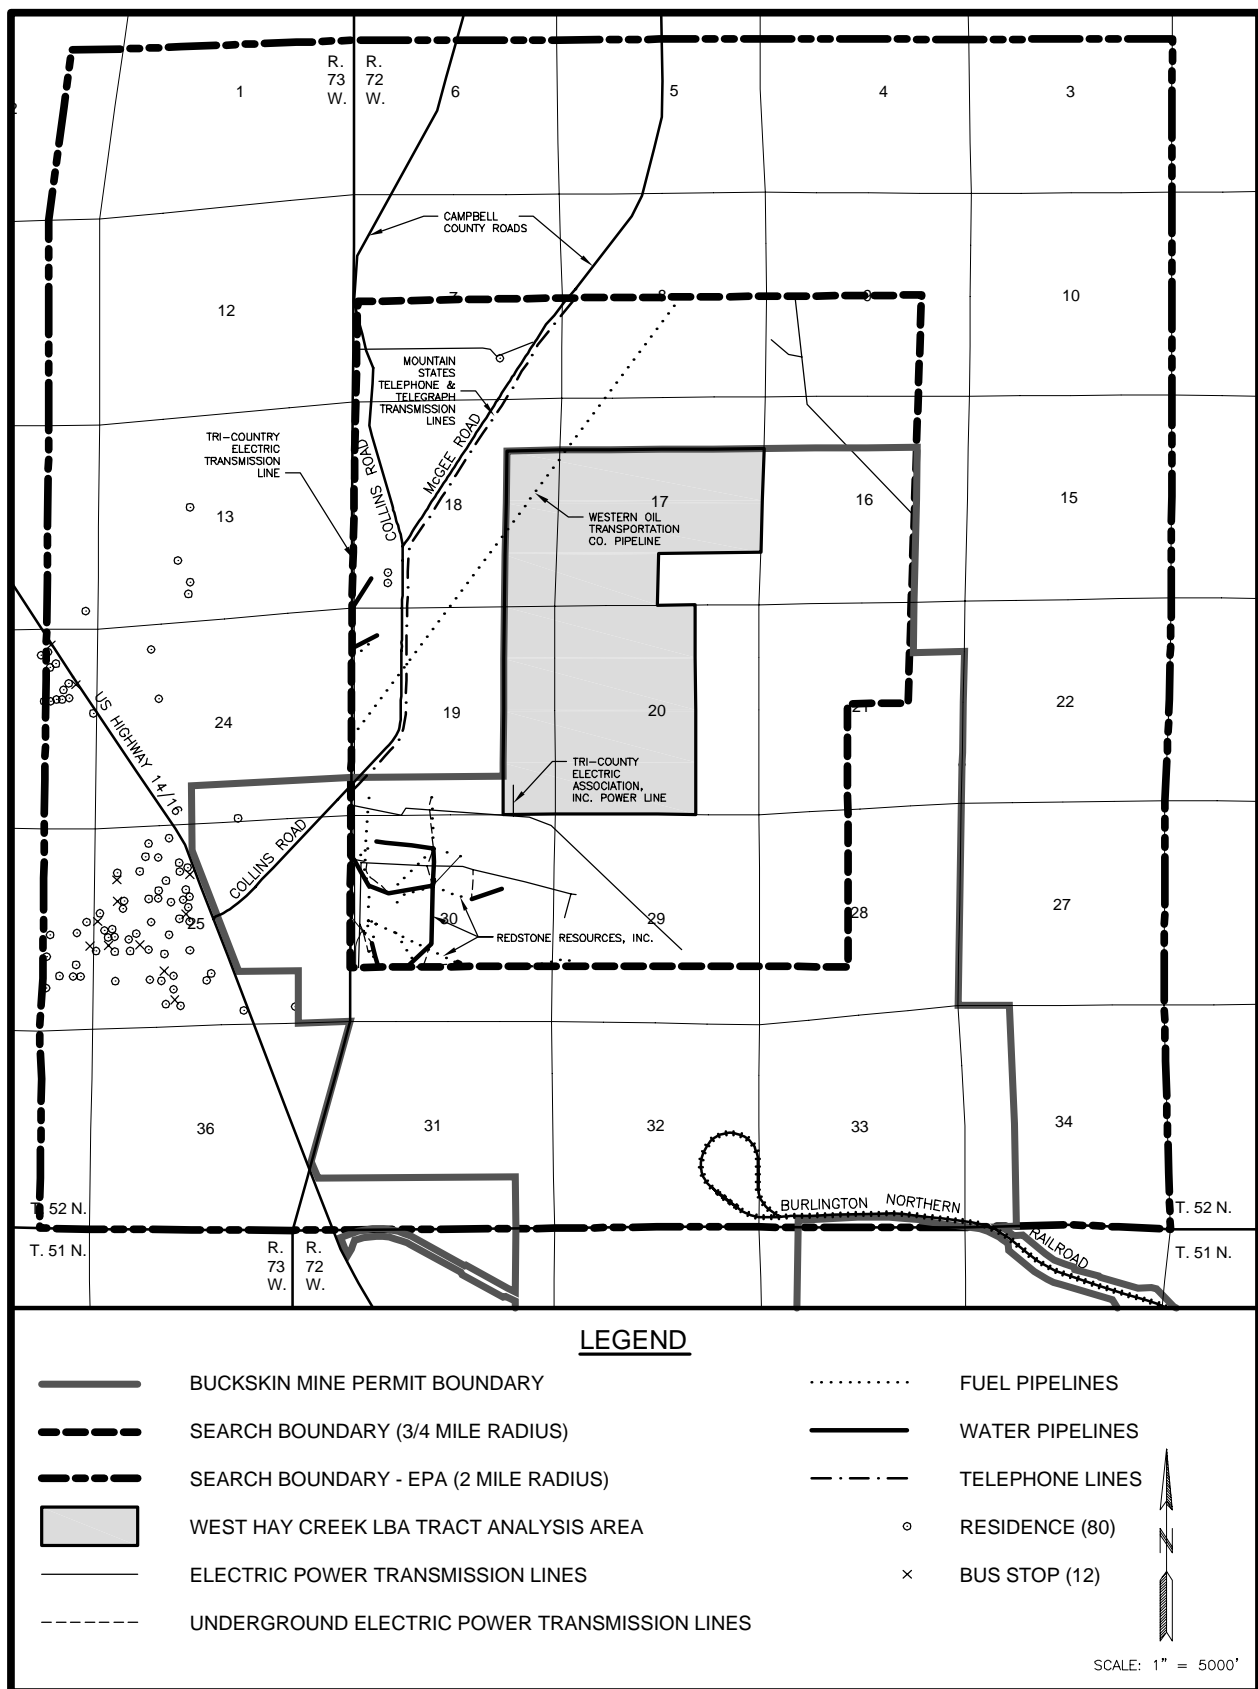 R. R.
73 72
W. W.
1
6
5
4
3
2
CAMPBELL
COUNTY ROADS
12
7
8
9
10
MOUNTAIN
STATES
TELEPHONE &
TELEGRAPH
TRANSMISSION
LINES
TRI-COUNTRY
ELECTRIC
TRANSMISSION
LINE
COLLINS ROAD
McGEE ROAD
13
18
17
16
15
WESTERN OIL
TRANSPORTATION
CO. PIPELINE
US HIGHWAY 14/16
24
19
20
21
22
TRI-COUNTY
ELECTRIC
ASSOCIATION,
INC. POWER LINE
COLLINS ROAD
25
30
29
28
27
REDSTONE RESOURCES, INC.
36
31
32
33
34
BURLINGTON NORTHERN
RAILROAD
T. 52 N.
T. 52 N.
T. 51 N.
T. 51 N.
R. R.
73 72
W. W.
LEGEND
BUCKSKIN MINE PERMIT BOUNDARY
SEARCH BOUNDARY (3/4 MILE RADIUS)
SEARCH BOUNDARY - EPA (2 MILE RADIUS)
WEST HAY CREEK LBA TRACT ANALYSIS AREA
ELECTRIC POWER TRANSMISSION LINES
UNDERGROUND ELECTRIC POWER TRANSMISSION LINES
FUEL PIPELINES
WATER PIPELINES
TELEPHONE LINES
RESIDENCE (80)
BUS STOP (12)
N
SCALE: 1" = 5000'